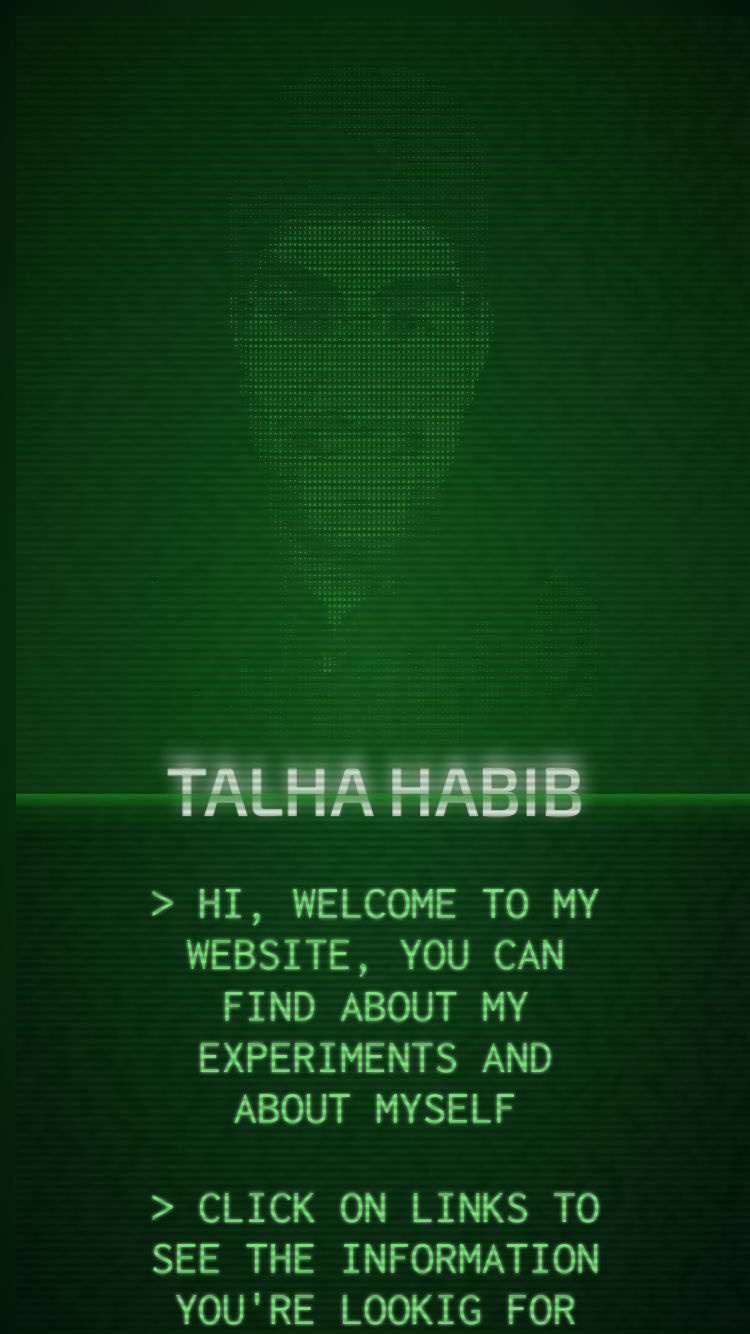 TALHA HABIB
> HI, WELCOME TO MY
WEBSITE, YOU CAN
FIND ABOUT MY
EXPERIMENTS AND
ABOUT MYSELF
> CLICK ON LINKS TO
SEE THE INFORMATION
YOU'RE LOOKIG FOR